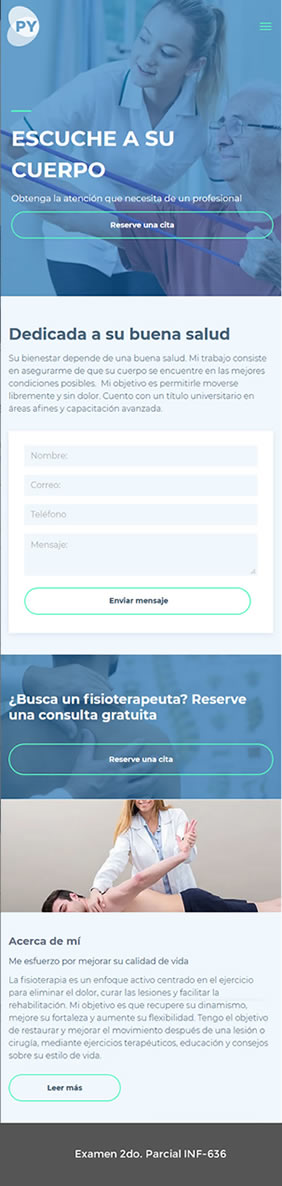 PY
ESCUCHE A SU
CUERPO
Obtenga la atención que necesita de un profesional
Reserve una cita
Dedicada a su buena salud
Su bienestar depende de una buena salud. Mi trabajo consiste
en asegurarme de que su cuerpo se encuentre en las mejores
condiciones posibles. Mi objetivo es permitirle moverse
libremente y sin dolor. Cuento con un título universitario en
áreas afines y capacitación avanzada.
Nombre:
Correo:
Teléfono
Mensaje:
Enviar mensaje
¿Busca un fisioterapeuta? Reserve
una consulta gratuita
Reserve una cita
Acerca de mí
Me esfuerzo por mejorar su calidad de vida
La fisioterapia es un enfoque activo centrado en el ejercicio
para eliminar el dolor, curar las lesiones y facilitar la
rehabilitación. Mi objetivo es que recupere su dinamismo,
mejore su fortaleza y aumente su flexibilidad. Tengo el objetivo
de restaurar y mejorar el movimiento después de una lesión o
cirugía, mediante ejercicios terapéuticos, educación y consejos
sobre su estilo de vida.
Leer más
Examen 2do. Parcial INF-636